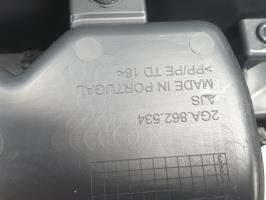 2GA.862.534
AJS
MADE IN PORTUGAL
>PP/PE TD 16<